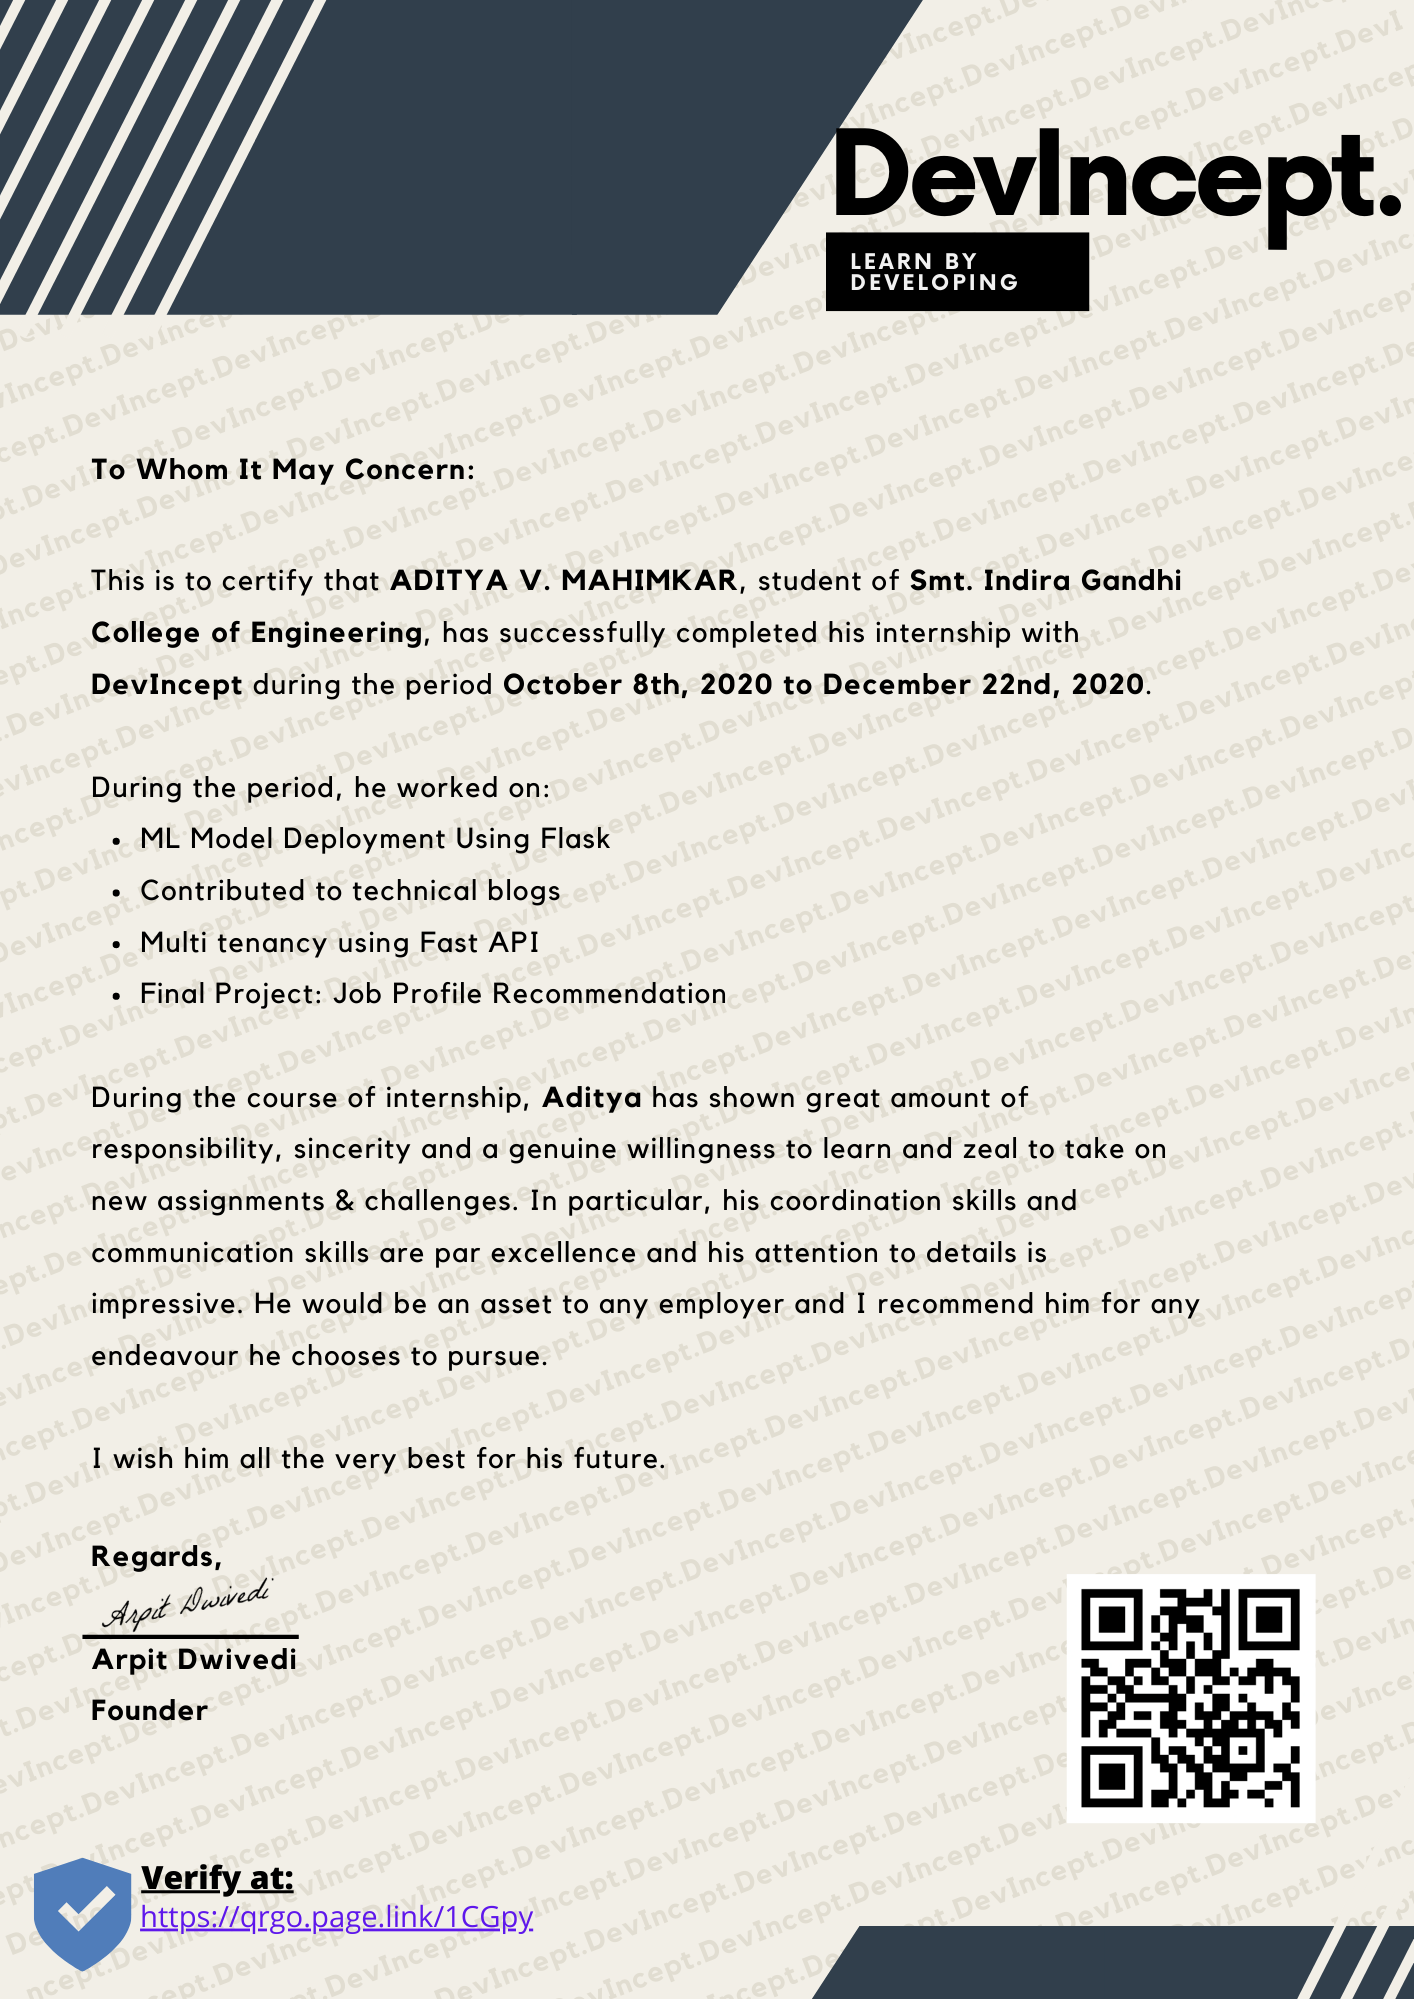 DevIncept.
LEARN BY
DEVELOPING
To Whom It May Concern:
This is to certify that ADITYA V. MAHIMKAR, student of Smt. Indira Gandhi
College of Engineering, has successfully completed his internship with
DevIncept during the period October 8th, 2020 to December 22nd, 2020.
During the period, he worked on:
• ML Model Deployment Using Flask
• Contributed to technical blogs
• Multi tenancy using Fast API
• Final Project: Job Profile Recommendation
During the course of internship, Aditya has shown great amount of
responsibility, sincerity and a genuine willingness to learn and zeal to take on
new assignments & challenges. In particular, his coordination skills and
communication skills are par excellence and his attention to details is
impressive. He would be an asset to any employer and I recommend him for any
endeavour he chooses to pursue.
I wish him all the very best for his future.
Regards,
Arpit Dwivedi
Arpit Dwivedi
Founder
Verify at:
https://qrgo.page.link/1CGpy